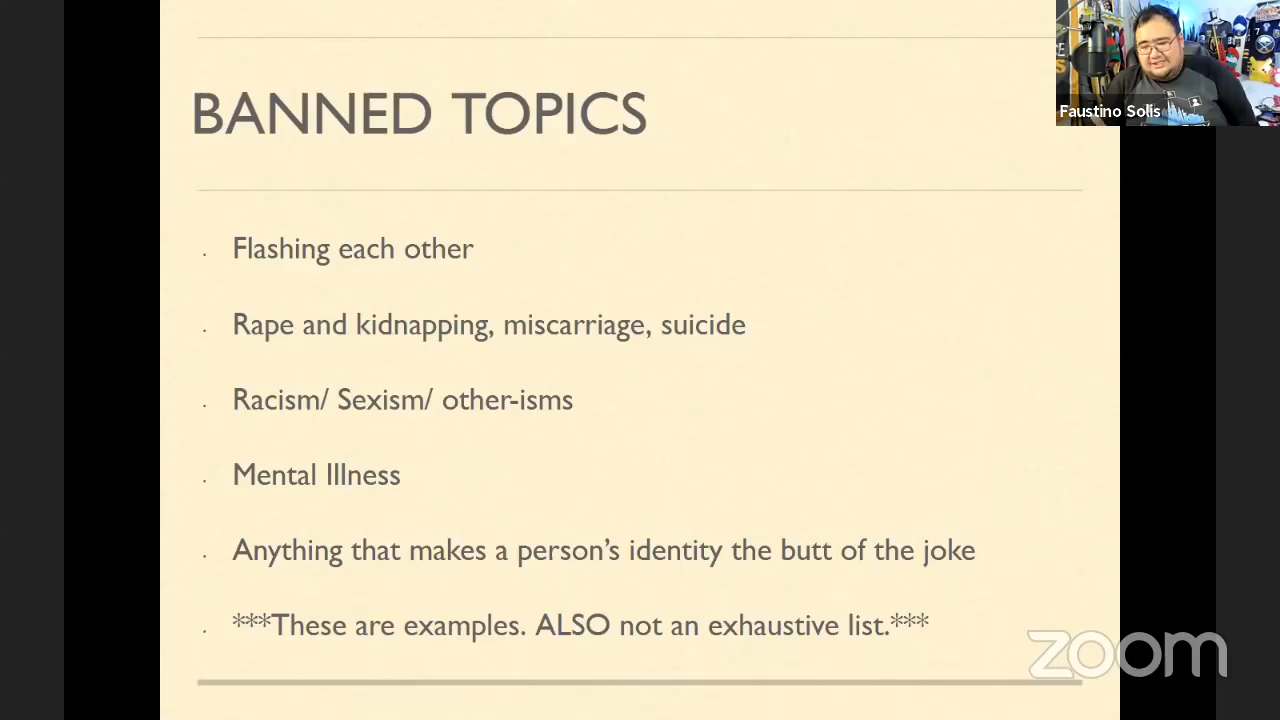 BANNED TOPICS
Faustino Solís
Flashing each other
Rape and kidnapping, miscarriage, suicide
Racism/ Sexism/ other-isms
Mental Illness
Anything that makes a person’s identity the butt of the joke
***These are examples. ALSO not an exhaustive list.***
zoom